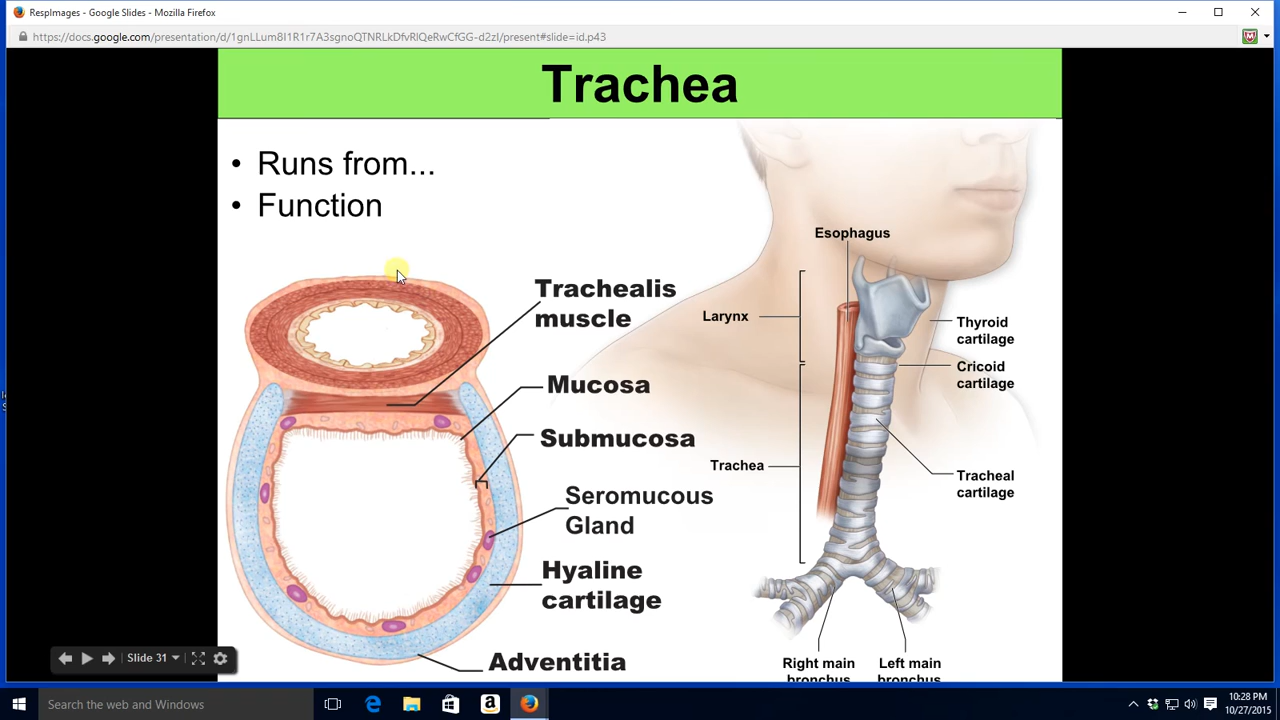 RespImages - Google Slides - Mozilla Firefox
https://docs.google.com/presentation/d/1gnLLum8I1R1r7A3sgnoQTNRLkDfvRlQeRwCfGG-d2zI/present#slide=id.p43
Trachea
• Runs from...
• Function
Esophagus
Larynx
Thyroid
cartilage
Cricoid
cartilage
Trachea
Tracheal
cartilage
Right main
bronchus
Left main
bronchus
Trachealis
muscle
Mucosa
Submucosa
Seromucous
Gland
Hyaline
cartilage
Adventitia
Slide 31
Search the web and Windows
10:28 PM
10/27/2015